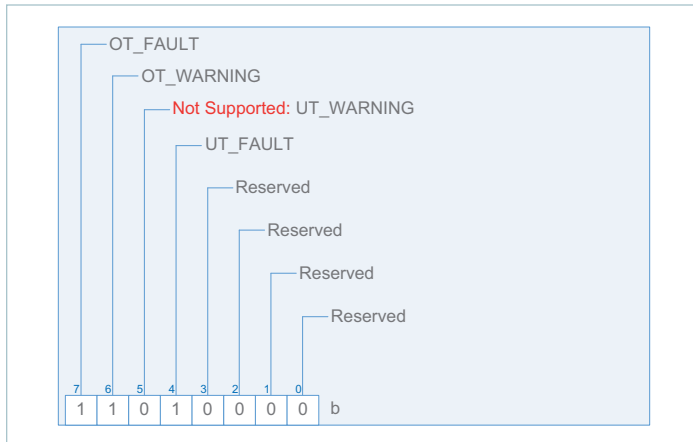 OT_FAULT
OT_WARNING
Not Supported: UT_WARNING
UT_FAULT
Reserved
Reserved
Reserved
Reserved
7 6 5 4 3 2 1 0
1 1 0 1 0 0 0 0 b